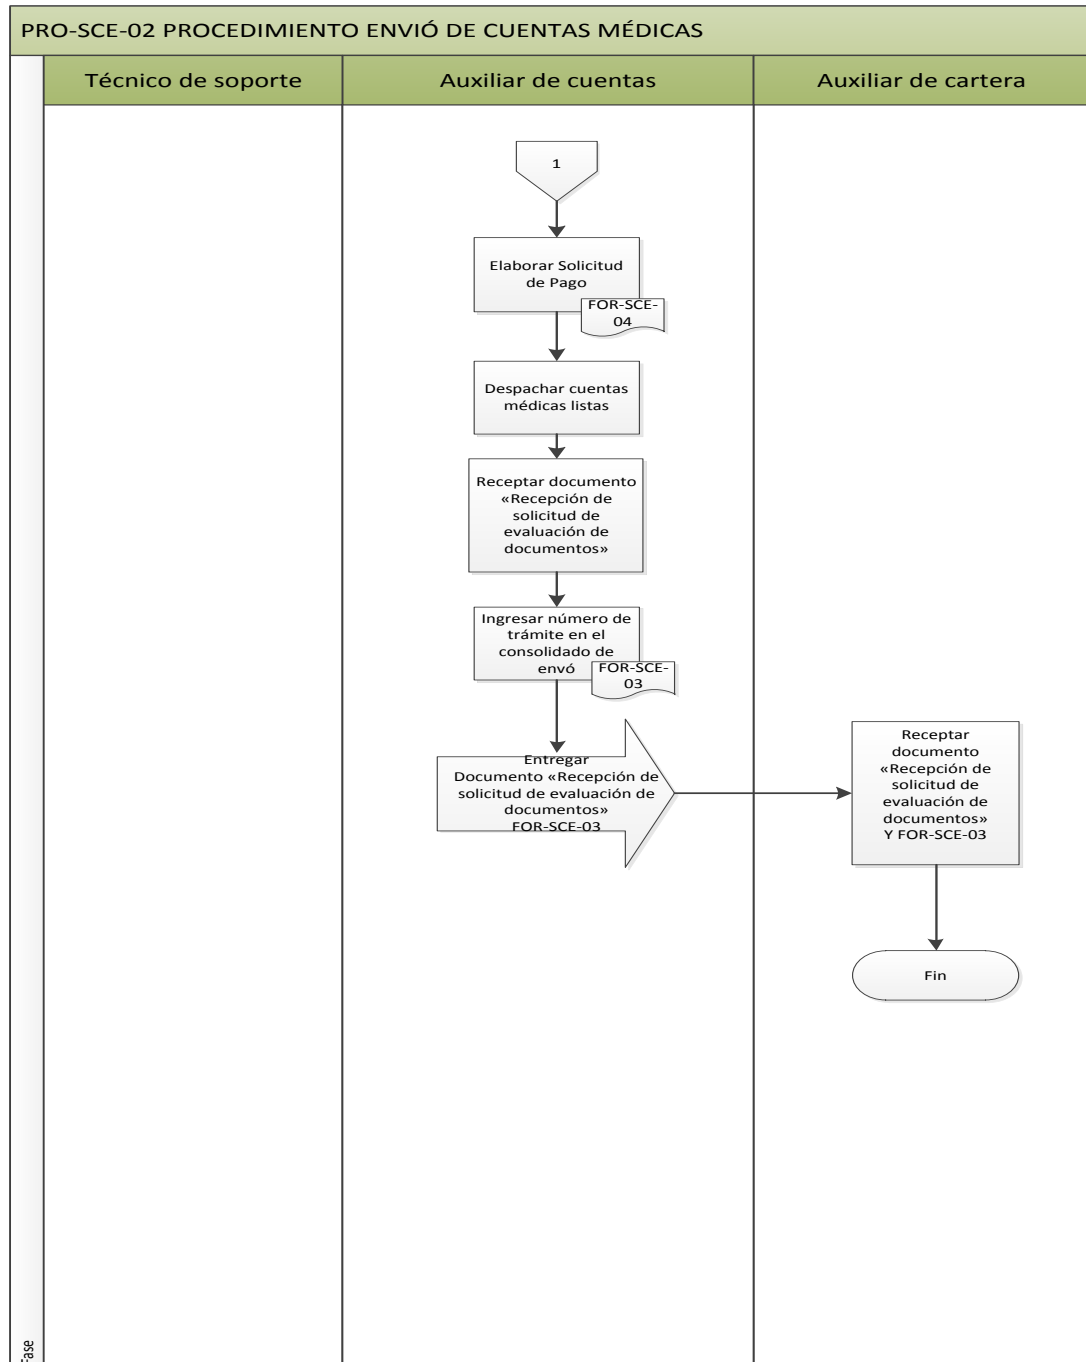 PRO-SCE-02 PROCEDIMIENTO ENVIÓ DE CUENTAS MÉDICAS
Técnico de soporte
Auxiliar de cuentas
Auxiliar de cartera
1
Elaborar Solicitud
de Pago
FOR-SCE-
04
Despachar cuentas
médicas listas
Receptar documento
«Recepción de
solicitud de
evaluación de
documentos»
Ingresar número de
trámite en el
consolidado de
envó
FOR-SCE-
03
Entregar
Documento «Recepción de
solicitud de evaluación de
documentos»
FOR-SCE-03
Receptar
documento
«Recepción de
solicitud de
evaluación de
documentos»
Y FOR-SCE-03
Fin
Fase